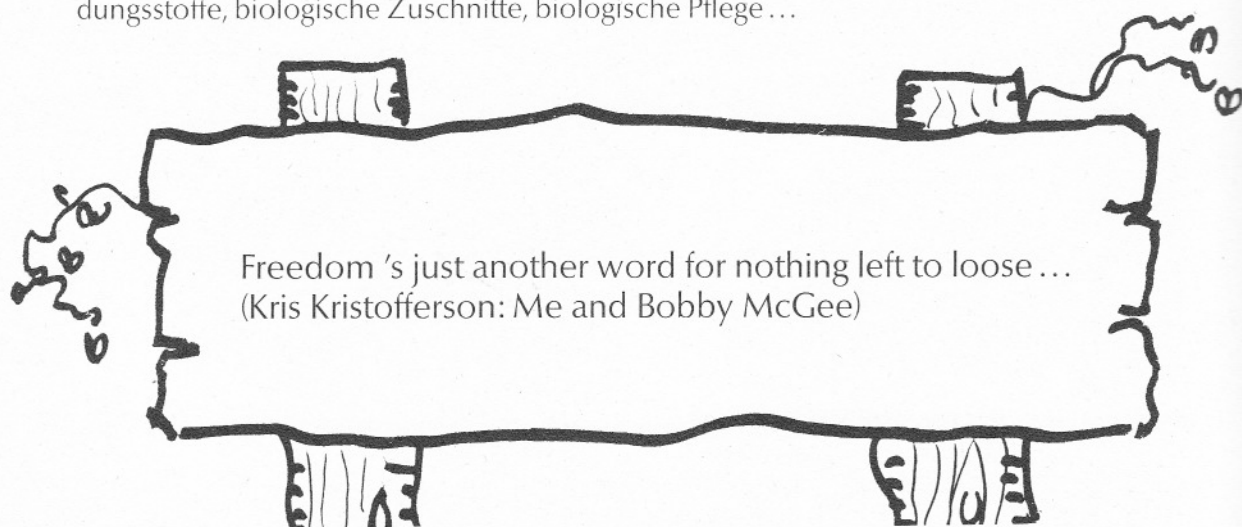 dungsstoffe, biologische Zuschnitte, biologische Pflege …
Freedom 's just another word for nothing left to loose …
(Kris Kristofferson: Me and Bobby McGee)